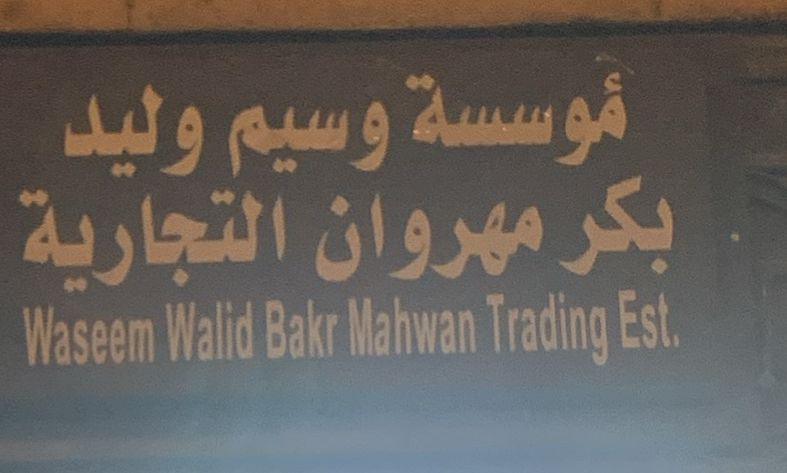 مؤسسة وسيم وليد
بكر مهروان التجارية
Waseem Walid Bakr Mahwan Trading Est.